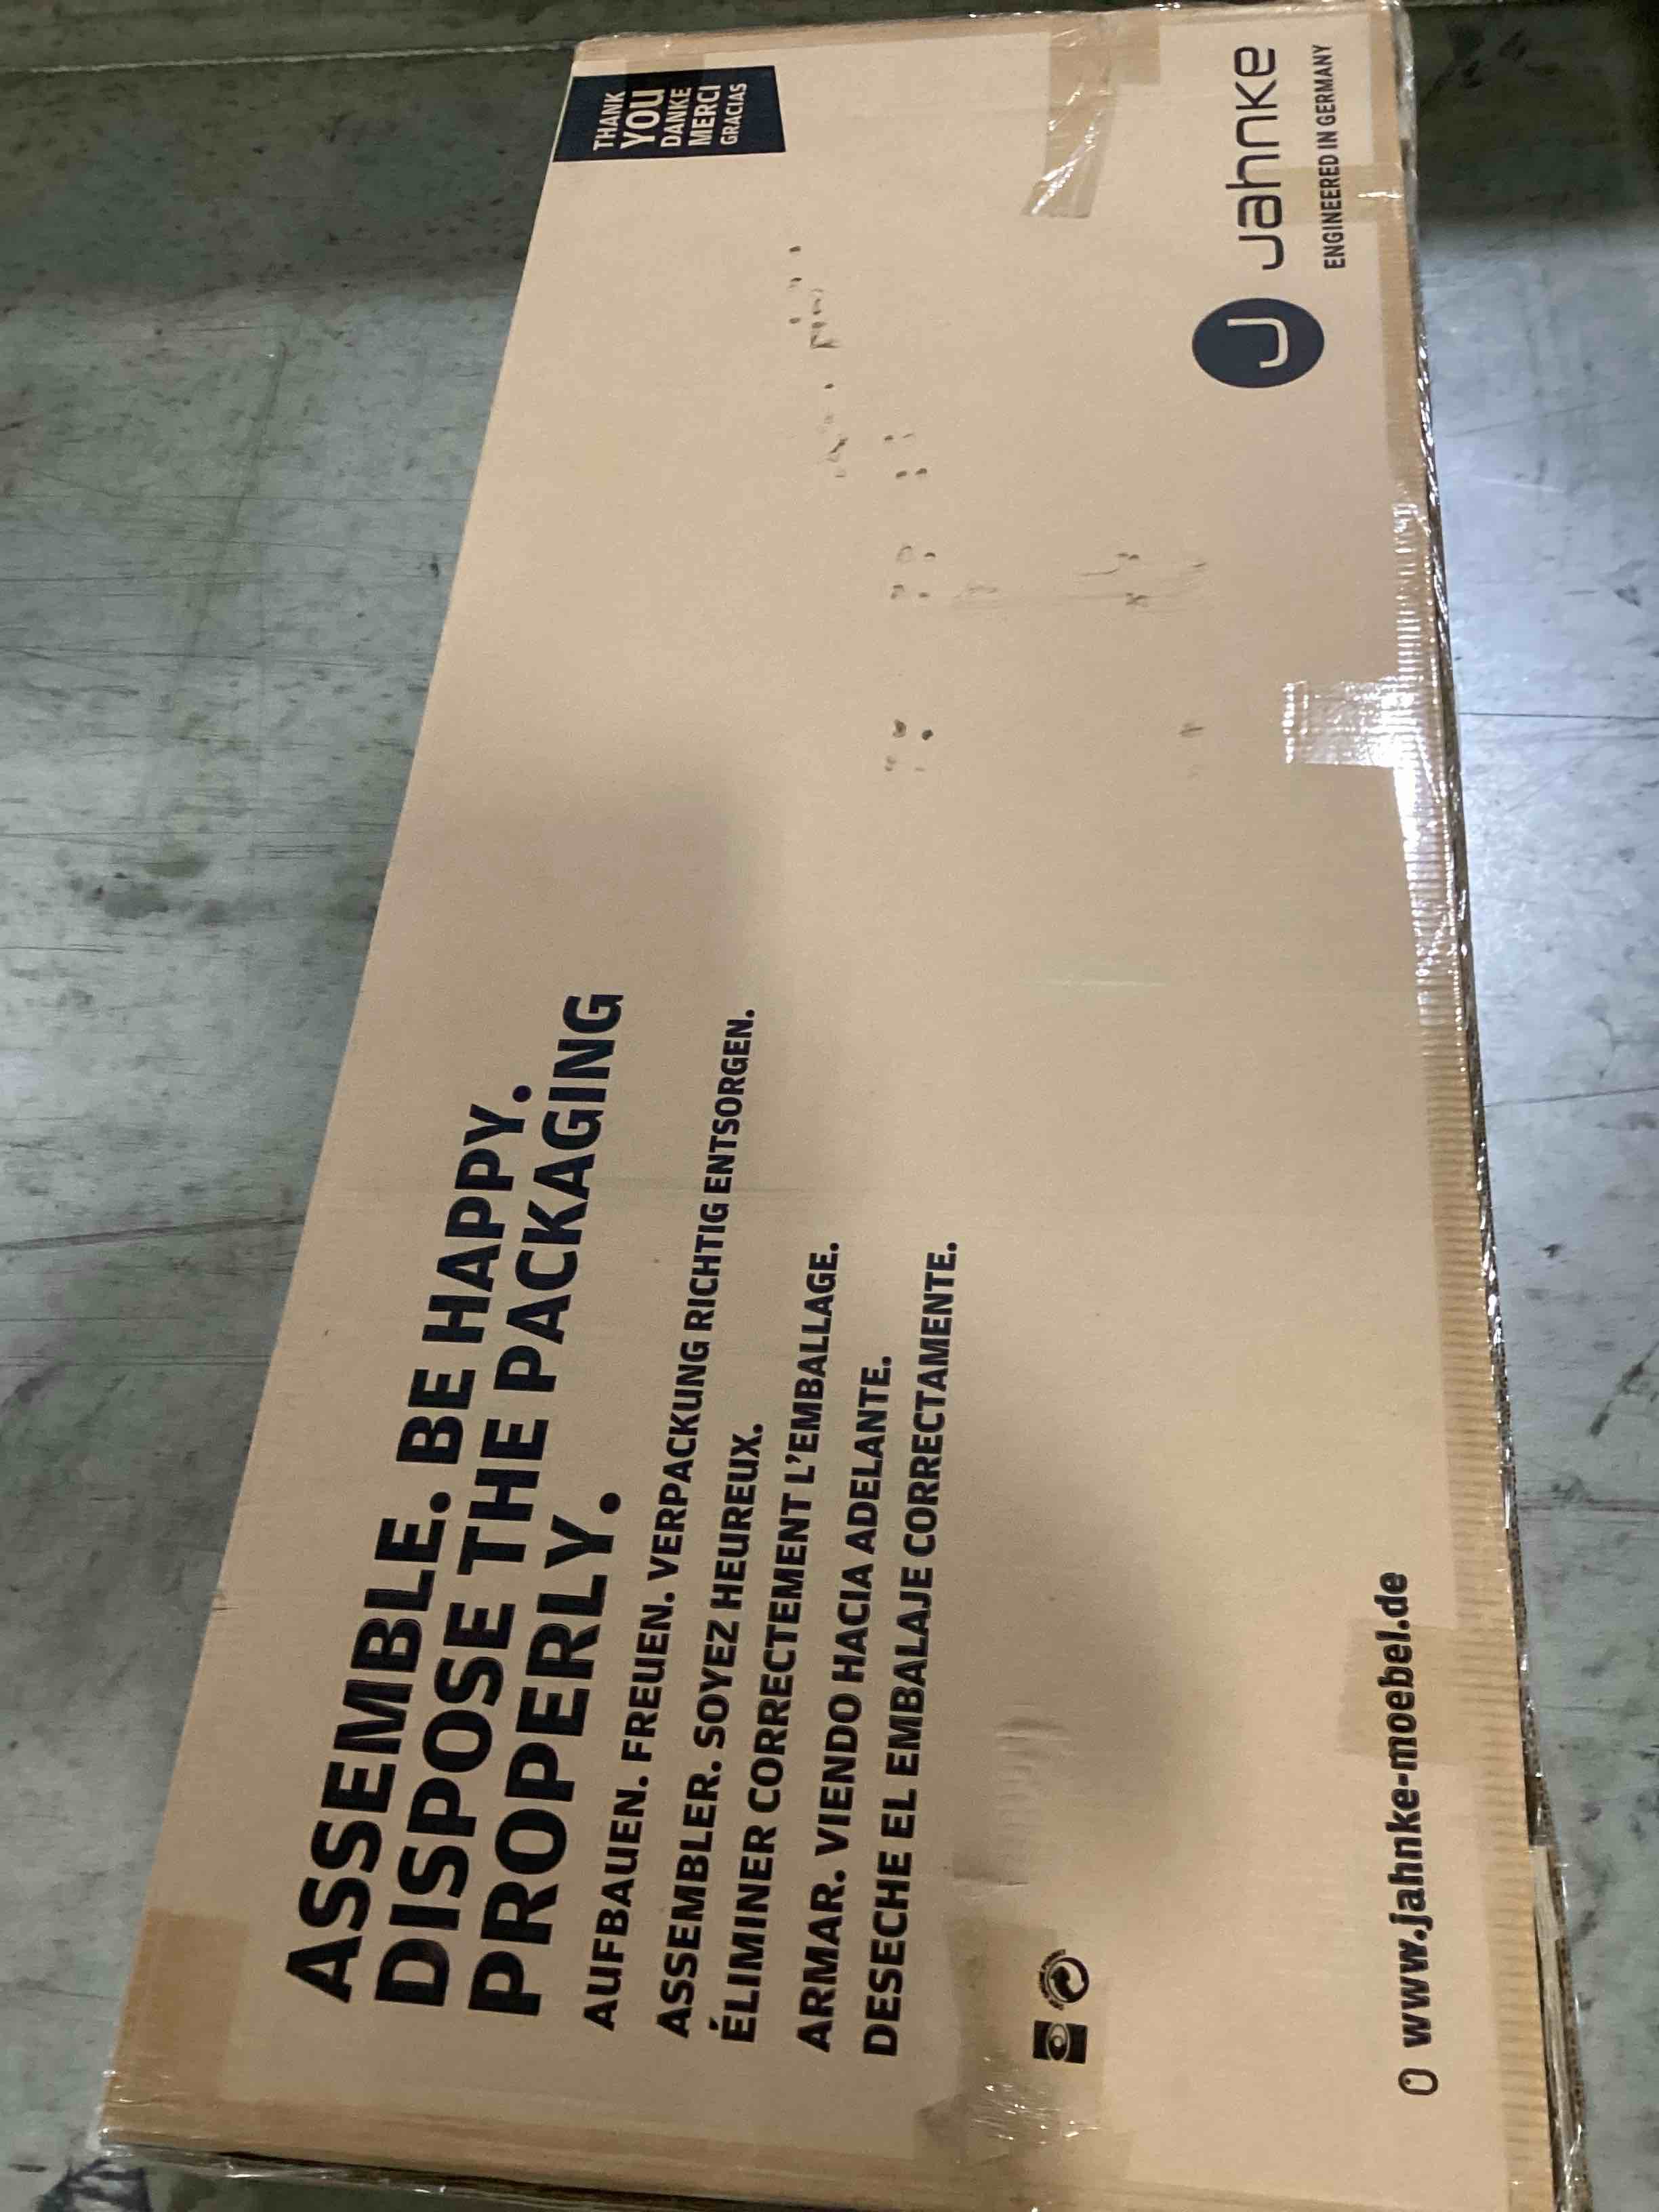 ASSEMBLE. BE HAPPY.
DISPOSE THE PACKAGING
PROPERLY.
AUFBAUEN. FREUEN. VERPACKUNG RICHTIG ENTSORGEN.
ASSEMBLER. SOYEZ HEUREUX.
ÉLIMINER CORRECTEMENT L'EMBALLAGE.
ARMAR. VIENDO HACIA ADELANTE.
DESECHE EL EMBALAJE CORRECTAMENTE.
www.jahnke-moebel.de
THANK
YOU
DANKE
MERCI
GRACIAS
J Jahnke
ENGINEERED IN GERMANY